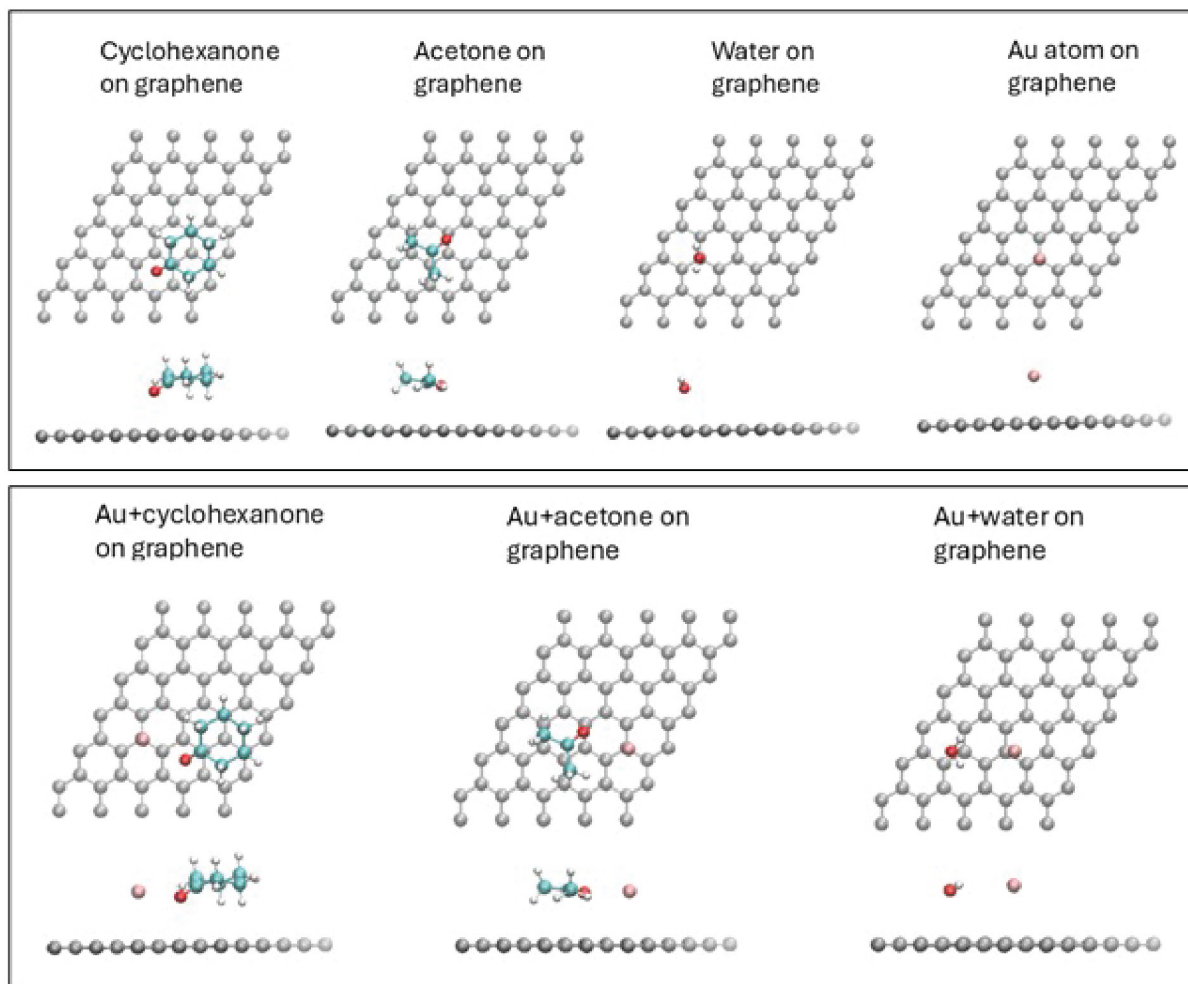 Cyclohexanone
on graphene
Acetone on
graphene
Water on
graphene
Au atom on
graphene
Au+cyclohexanone
on graphene
Au+acetone on
graphene
Au+water on
graphene